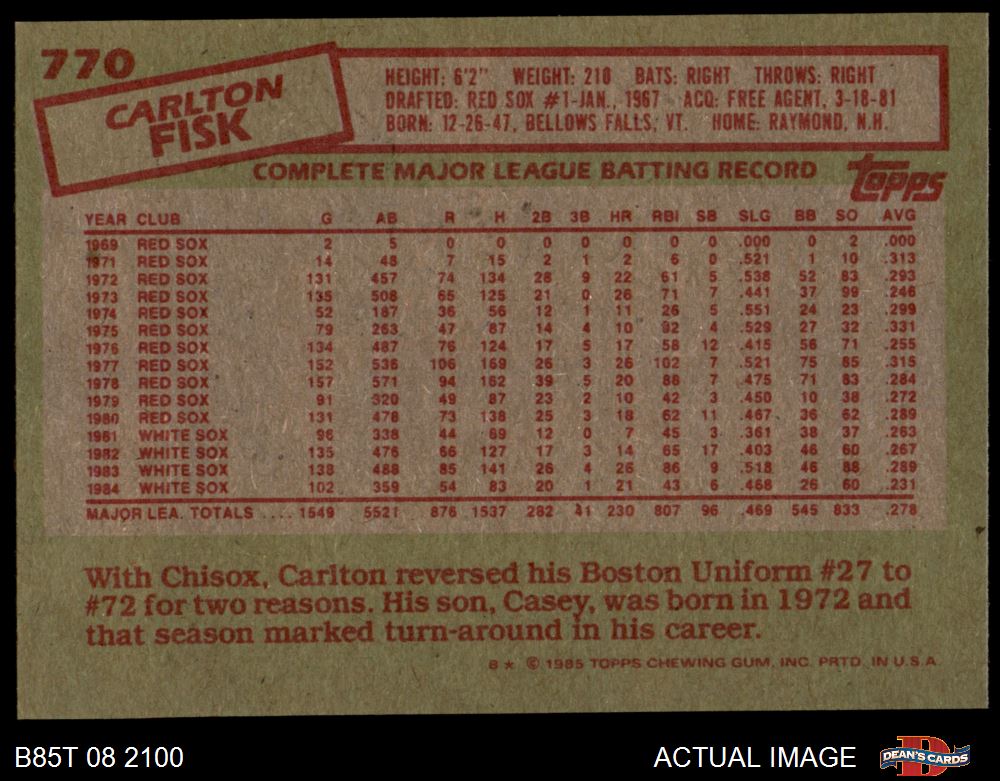 770
CARLTON
FISK
HEIGHT: 6'2" WEIGHT: 210 BATS: RIGHT THROWS: RIGHT
DRAFTED: RED SOX #1-JAN., 1967 ACQ: FREE AGENT, 3-18-81
BORN: 12-26-47, BELLOWS FALLS, VT. HOME: RAYMOND, N.H.
COMPLETE MAJOR LEAGUE BATTING RECORD
topps
YEAR CLUB G AB R H 2B 3B HR RBI SB SLG BB SO AVG
1969 RED SOX 2 5 0 0 0 0 0 0 0 .000 0 2 .000
1971 RED SOX 14 48 7 15 2 1 2 6 0 .521 1 10 .313
1972 RED SOX 131 457 74 134 28 9 22 61 5 .538 52 83 .293
1973 RED SOX 135 508 65 125 21 0 26 71 7 .441 37 99 .246
1974 RED SOX 52 187 36 56 12 1 11 26 5 .551 24 23 .299
1975 RED SOX 79 263 47 87 14 4 10 52 4 .529 27 32 .331
1976 RED SOX 134 487 76 124 17 5 17 58 12 .415 56 71 .255
1977 RED SOX 152 536 106 169 26 3 26 102 7 .521 75 85 .315
1978 RED SOX 157 571 94 162 39 5 20 88 7 .475 71 83 .284
1979 RED SOX 91 320 49 87 23 2 10 42 3 .450 10 38 .272
1980 RED SOX 131 478 73 138 25 3 18 62 11 .467 36 62 .289
1981 WHITE SOX 96 338 44 89 12 0 7 45 3 .361 38 37 .263
1982 WHITE SOX 135 476 66 127 17 3 14 65 17 .403 46 60 .267
1983 WHITE SOX 138 488 85 141 26 4 26 86 9 .518 46 88 .289
1984 WHITE SOX 102 359 54 83 20 1 21 43 6 .468 26 60 .231
MAJOR LEA. TOTALS .... 1549 5521 876 1537 282 41 230 807 96 .469 545 833 .278
With Chisox, Carlton reversed his Boston Uniform #27 to
#72 for two reasons. His son, Casey, was born in 1972 and
that season marked turn-around in his career.
B★ © 1985 TOPPS CHEWING GUM, INC. PRTD. IN U.S.A.
B85T 08 2100 ACTUAL IMAGE DEAN'S CARDS